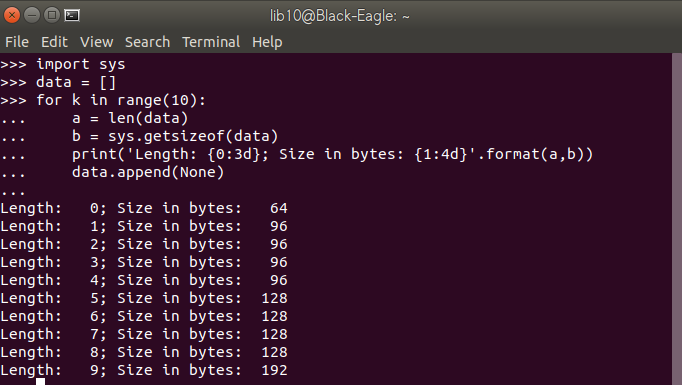 lib10@Black-Eagle: ~
File Edit View Search Terminal Help
>>> import sys
>>> data = []
>>> for k in range(10):
...     a = len(data)
...     b = sys.getsizeof(data)
...     print('Length: {0:3d}; Size in bytes: {1:4d}'.format(a,b))
...     data.append(None)
...
Length:   0; Size in bytes:   64
Length:   1; Size in bytes:   96
Length:   2; Size in bytes:   96
Length:   3; Size in bytes:   96
Length:   4; Size in bytes:   96
Length:   5; Size in bytes:  128
Length:   6; Size in bytes:  128
Length:   7; Size in bytes:  128
Length:   8; Size in bytes:  128
Length:   9; Size in bytes:  192